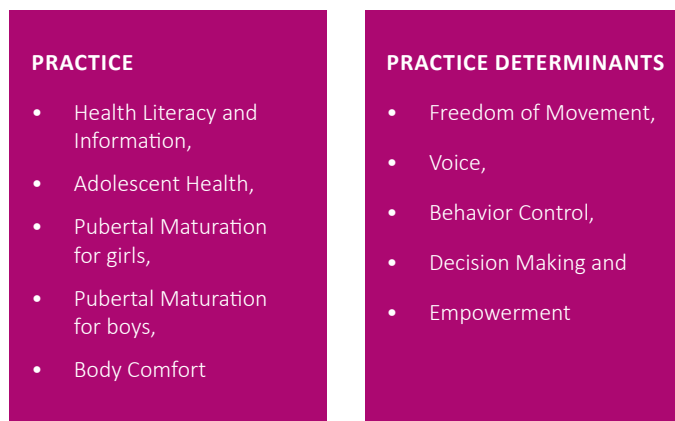 PRACTICE
• Health Literacy and
Information,
• Adolescent Health,
• Pubertal Maturation
for girls,
• Pubertal Maturation
for boys,
• Body Comfort
PRACTICE DETERMINANTS
• Freedom of Movement,
• Voice,
• Behavior Control,
• Decision Making and
• Empowerment